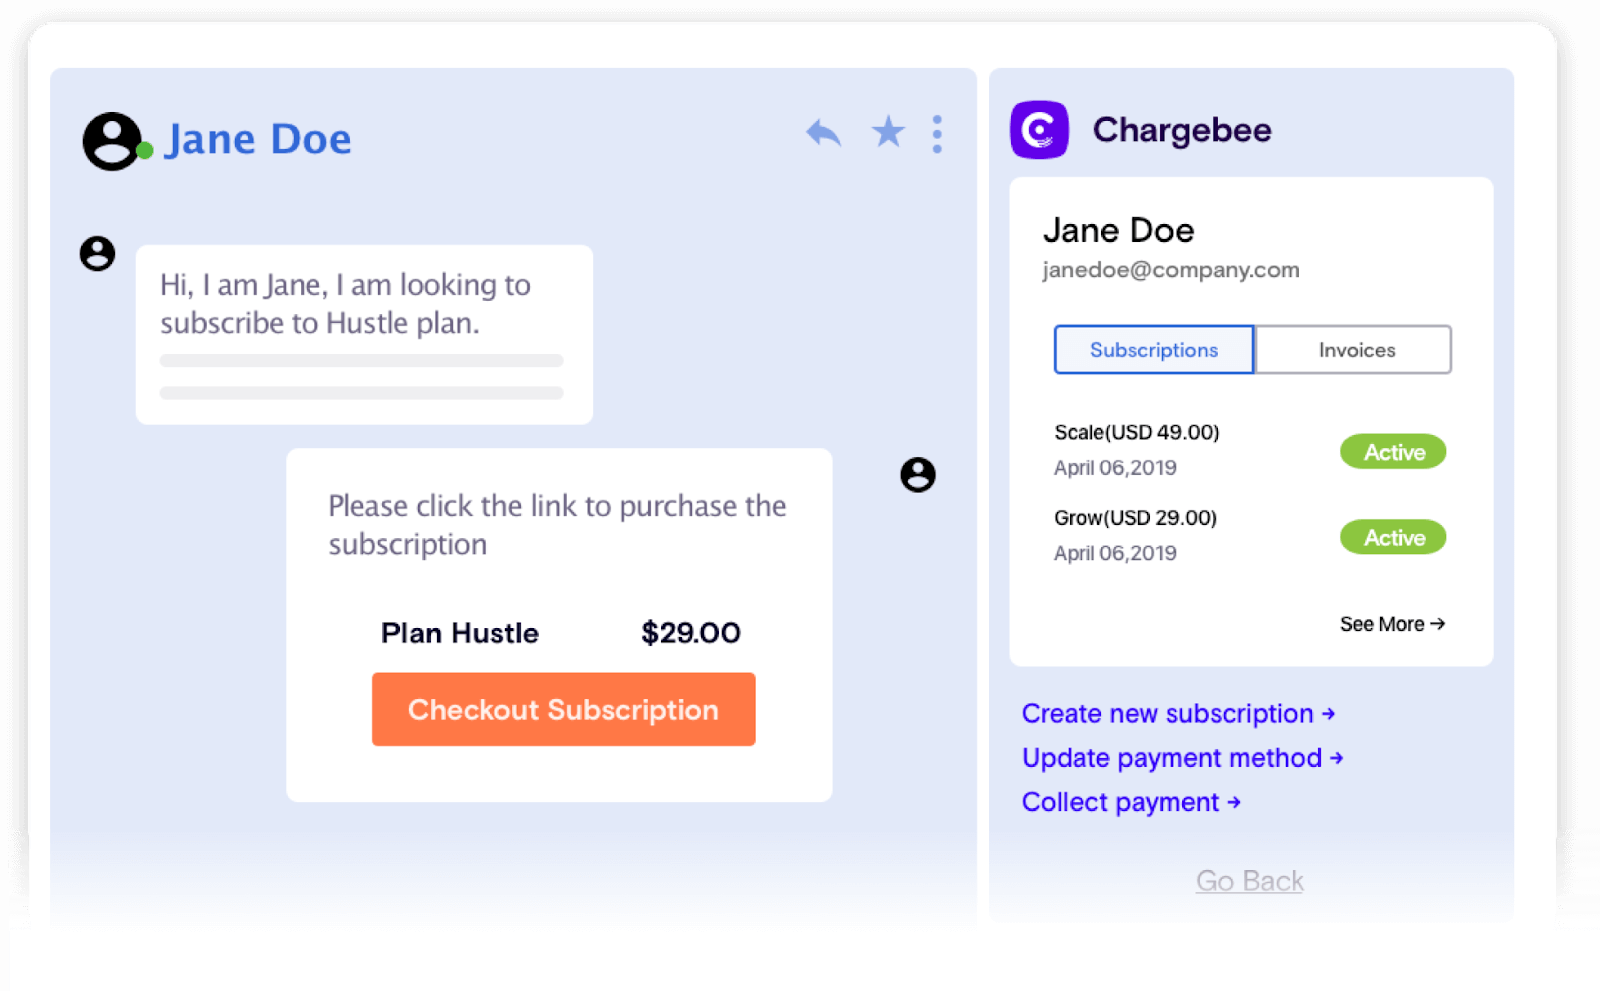 Jane Doe
Hi, I am Jane, I am looking to
subscribe to Hustle plan.
Please click the link to purchase the
subscription
Plan Hustle $29.00
Checkout Subscription
Chargebee
Jane Doe
janedoe@company.com
Subscriptions Invoices
Scale(USD 49.00)
April 06,2019
Active
Grow(USD 29.00)
April 06,2019
Active
See More →
Create new subscription →
Update payment method →
Collect payment →
Go Back